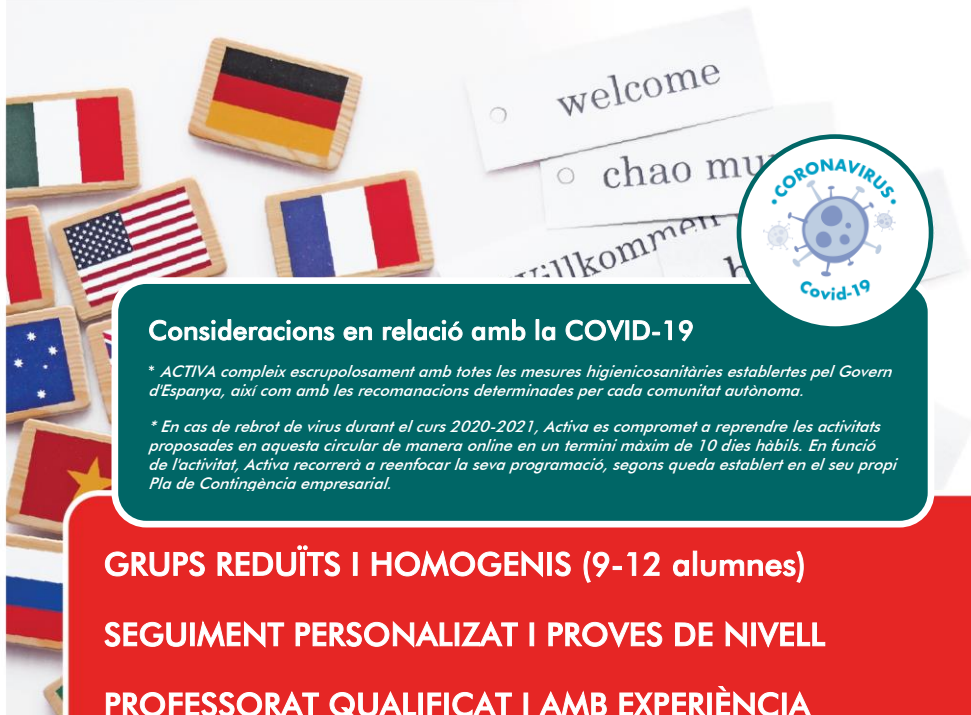 welcome
chao
Willkommen
·CORONAVIRUS·
Covid-19
Consideracions en relació amb la COVID-19
* ACTIVA compleix escrupolosament amb totes les mesures higienicosanitàries establertes pel Govern
d'Espanya, així com amb les recomanacions determinades per cada comunitat autònoma.
* En cas de rebrot de virus durant el curs 2020-2021, Activa es compromet a reprendre les activitats
proposades en aquesta circular de manera online en un termini màxim de 10 dies hàbils. En funció
de l'activitat, Activa recorrerà a reenfocar la seva programació, segons queda establert en el seu propi
Pla de Contingència empresarial.
GRUPS REDUÏTS I HOMOGENIS (9-12 alumnes)
SEGUIMENT PERSONALIZAT I PROVES DE NIVELL
PROFESSORAT QUALIFICAT I AMB EXPERIÈNCIA